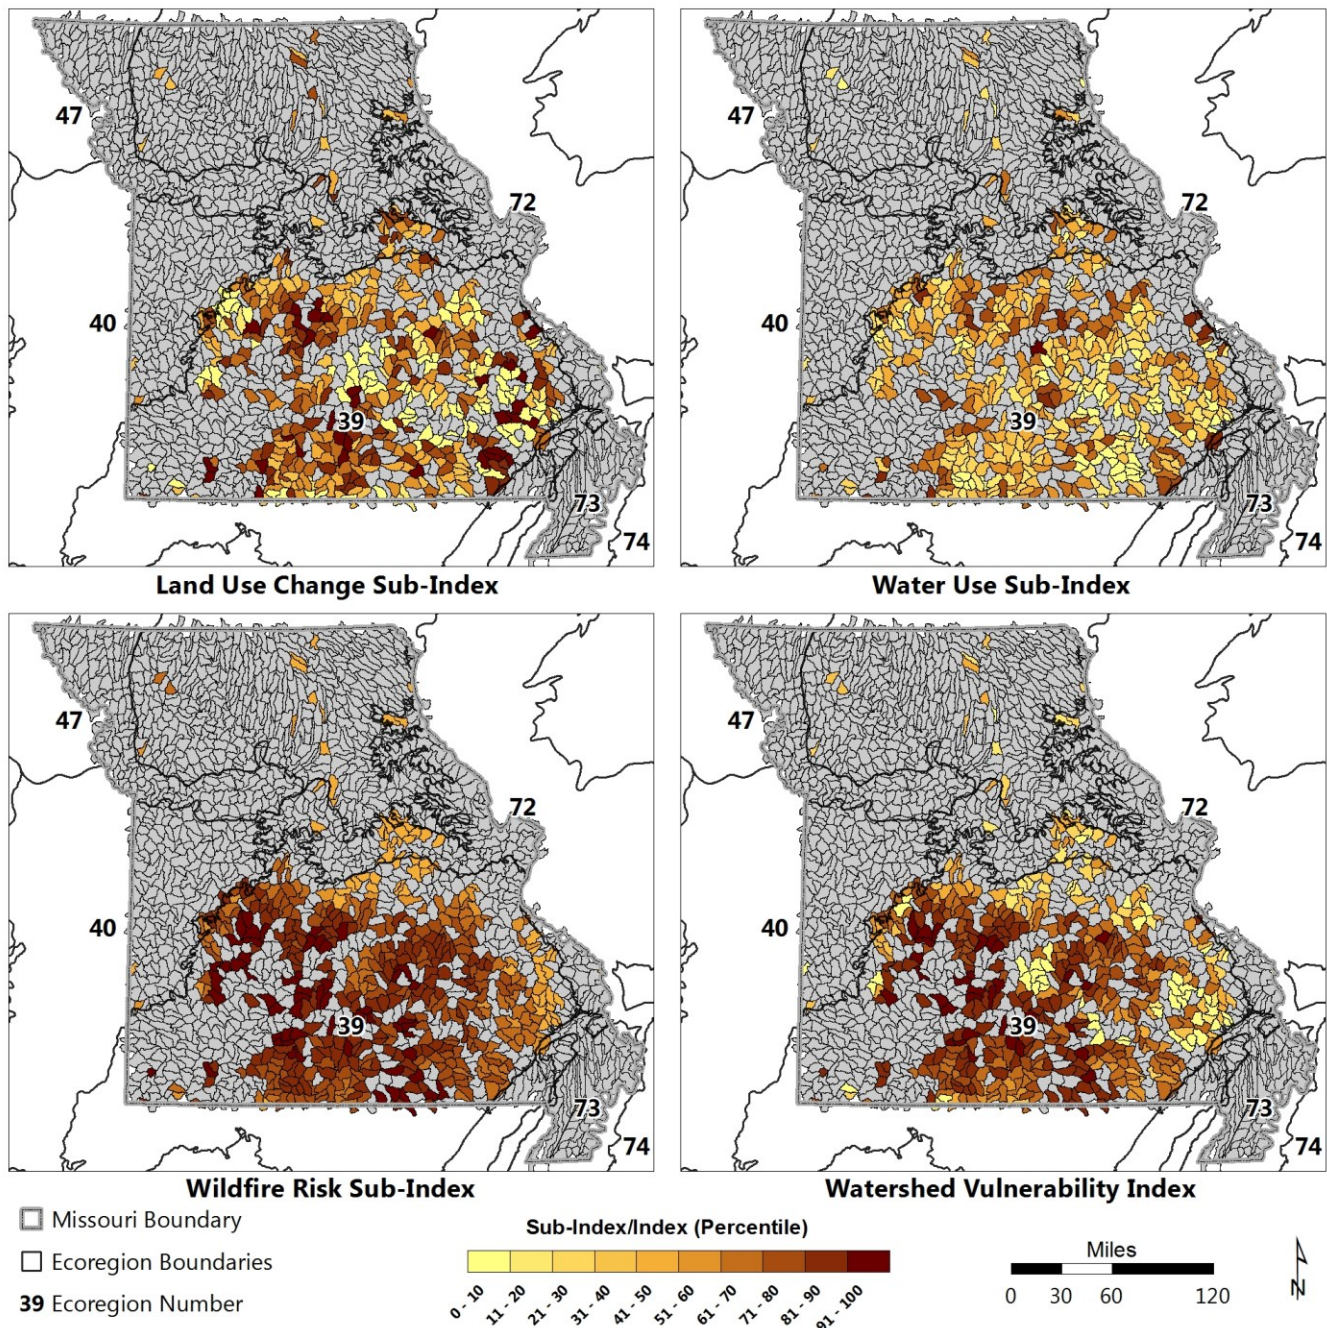 47
72
40
39
73
74
Land Use Change Sub-Index
47
72
40
39
73
74
Water Use Sub-Index
47
72
40
39
73
74
Wildfire Risk Sub-Index
47
72
40
39
73
74
Watershed Vulnerability Index
Missouri Boundary
Ecoregion Boundaries
39 Ecoregion Number
Sub-Index/Index (Percentile)
0 - 10
11 - 20
21 - 30
31 - 40
41 - 50
51 - 60
61 - 70
71 - 80
81 - 90
91 - 100
Miles
0 30 60 120
N